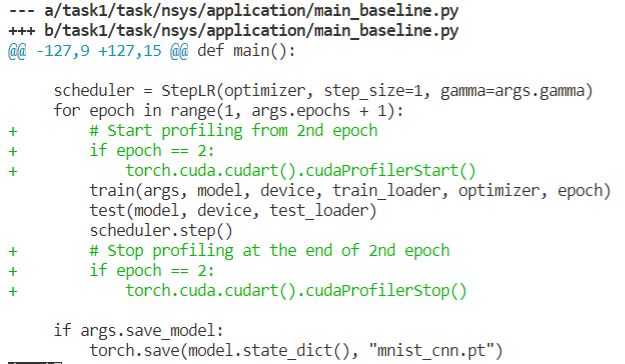 --- a/task1/task/nsys/application/main_baseline.py
+++ b/task1/task/nsys/application/main_baseline.py
@@ -127,9 +127,15 @@ def main():

     scheduler = StepLR(optimizer, step_size=1, gamma=args.gamma)
     for epoch in range(1, args.epochs + 1):
+        # Start profiling from 2nd epoch
+        if epoch == 2:
+            torch.cuda.cudart().cudaProfilerStart()
         train(args, model, device, train_loader, optimizer, epoch)
         test(model, device, test_loader)
         scheduler.step()
+        # Stop profiling at the end of 2nd epoch
+        if epoch == 2:
+            torch.cuda.cudart().cudaProfilerStop()

     if args.save_model:
         torch.save(model.state_dict(), "mnist_cnn.pt")